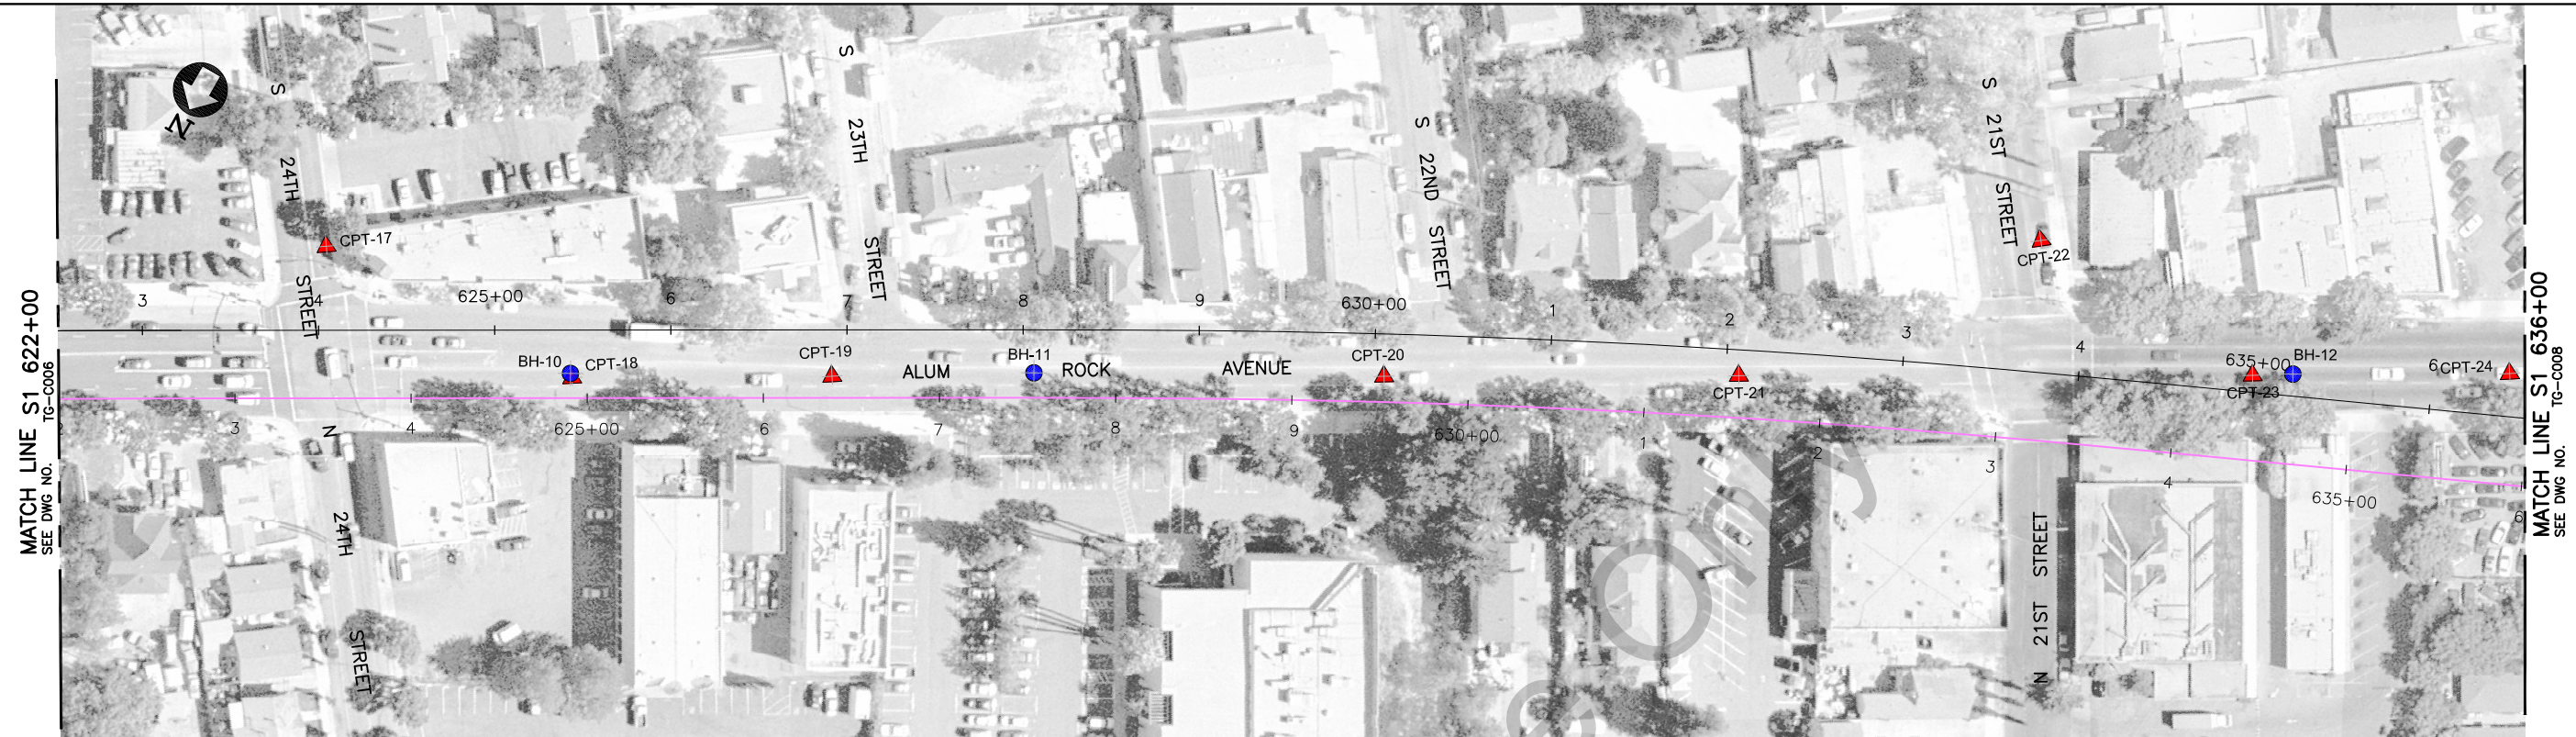 MATCH LINE S1 622+00
SEE DWG NO. TG-C006
N
S 24TH STREET
S 23TH STREET
S 22ND STREET
S 21ST STREET
CPT-17
CPT-22
3 4 625+00 6 7 8 9 630+00 1 2 3 4 635+00 6
BH-10 CPT-18 CPT-19 BH-11 CPT-20 CPT-21 CPT-23 BH-12 CPT-24
ALUM ROCK AVENUE
3 4 625+00 6 7 8 9 630+00 1 2 3 4 635+00 6
N 24TH STREET
N 21ST STREET
Only
MATCH LINE S1 636+00
SEE DWG NO. TG-C008